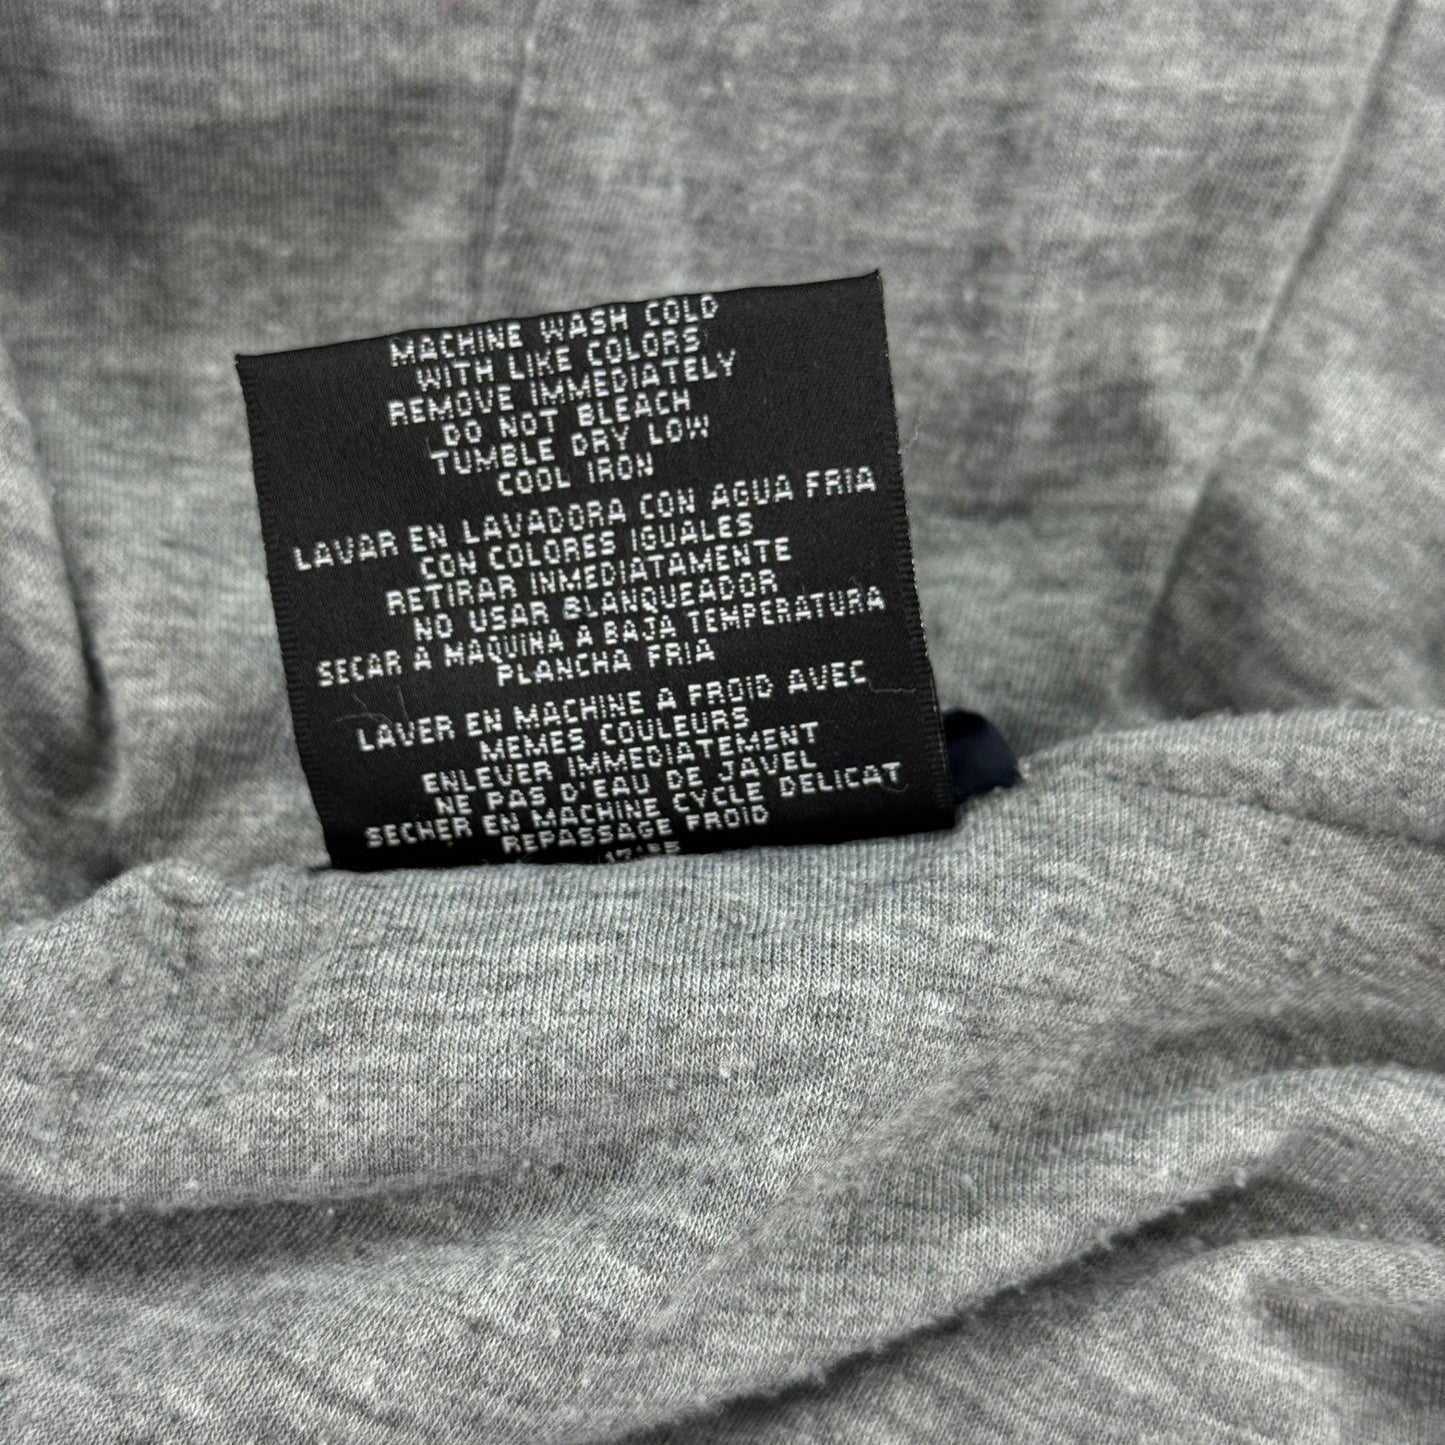 MACHINE WASH COLD
WITH LIKE COLORS
REMOVE IMMEDIATELY
DO NOT BLEACH
TUMBLE DRY LOW
COOL IRON
LAVAR EN LAVADORA CON AGUA FRIA
CON COLORES IGUALES
RETIRAR INMEDIATAMENTE
NO USAR BLANQUEADOR
SECAR A MAQUINA A BAJA TEMPERATURA
PLANCHA FRIA
LAVER EN MACHINE A FROID AVEC
MEMES COULEURS
ENLEVER IMMEDIATEMENT
NE PAS D'EAU DE JAVEL
SECHER EN MACHINE CYCLE DELICAT
REPASSAGE FROID